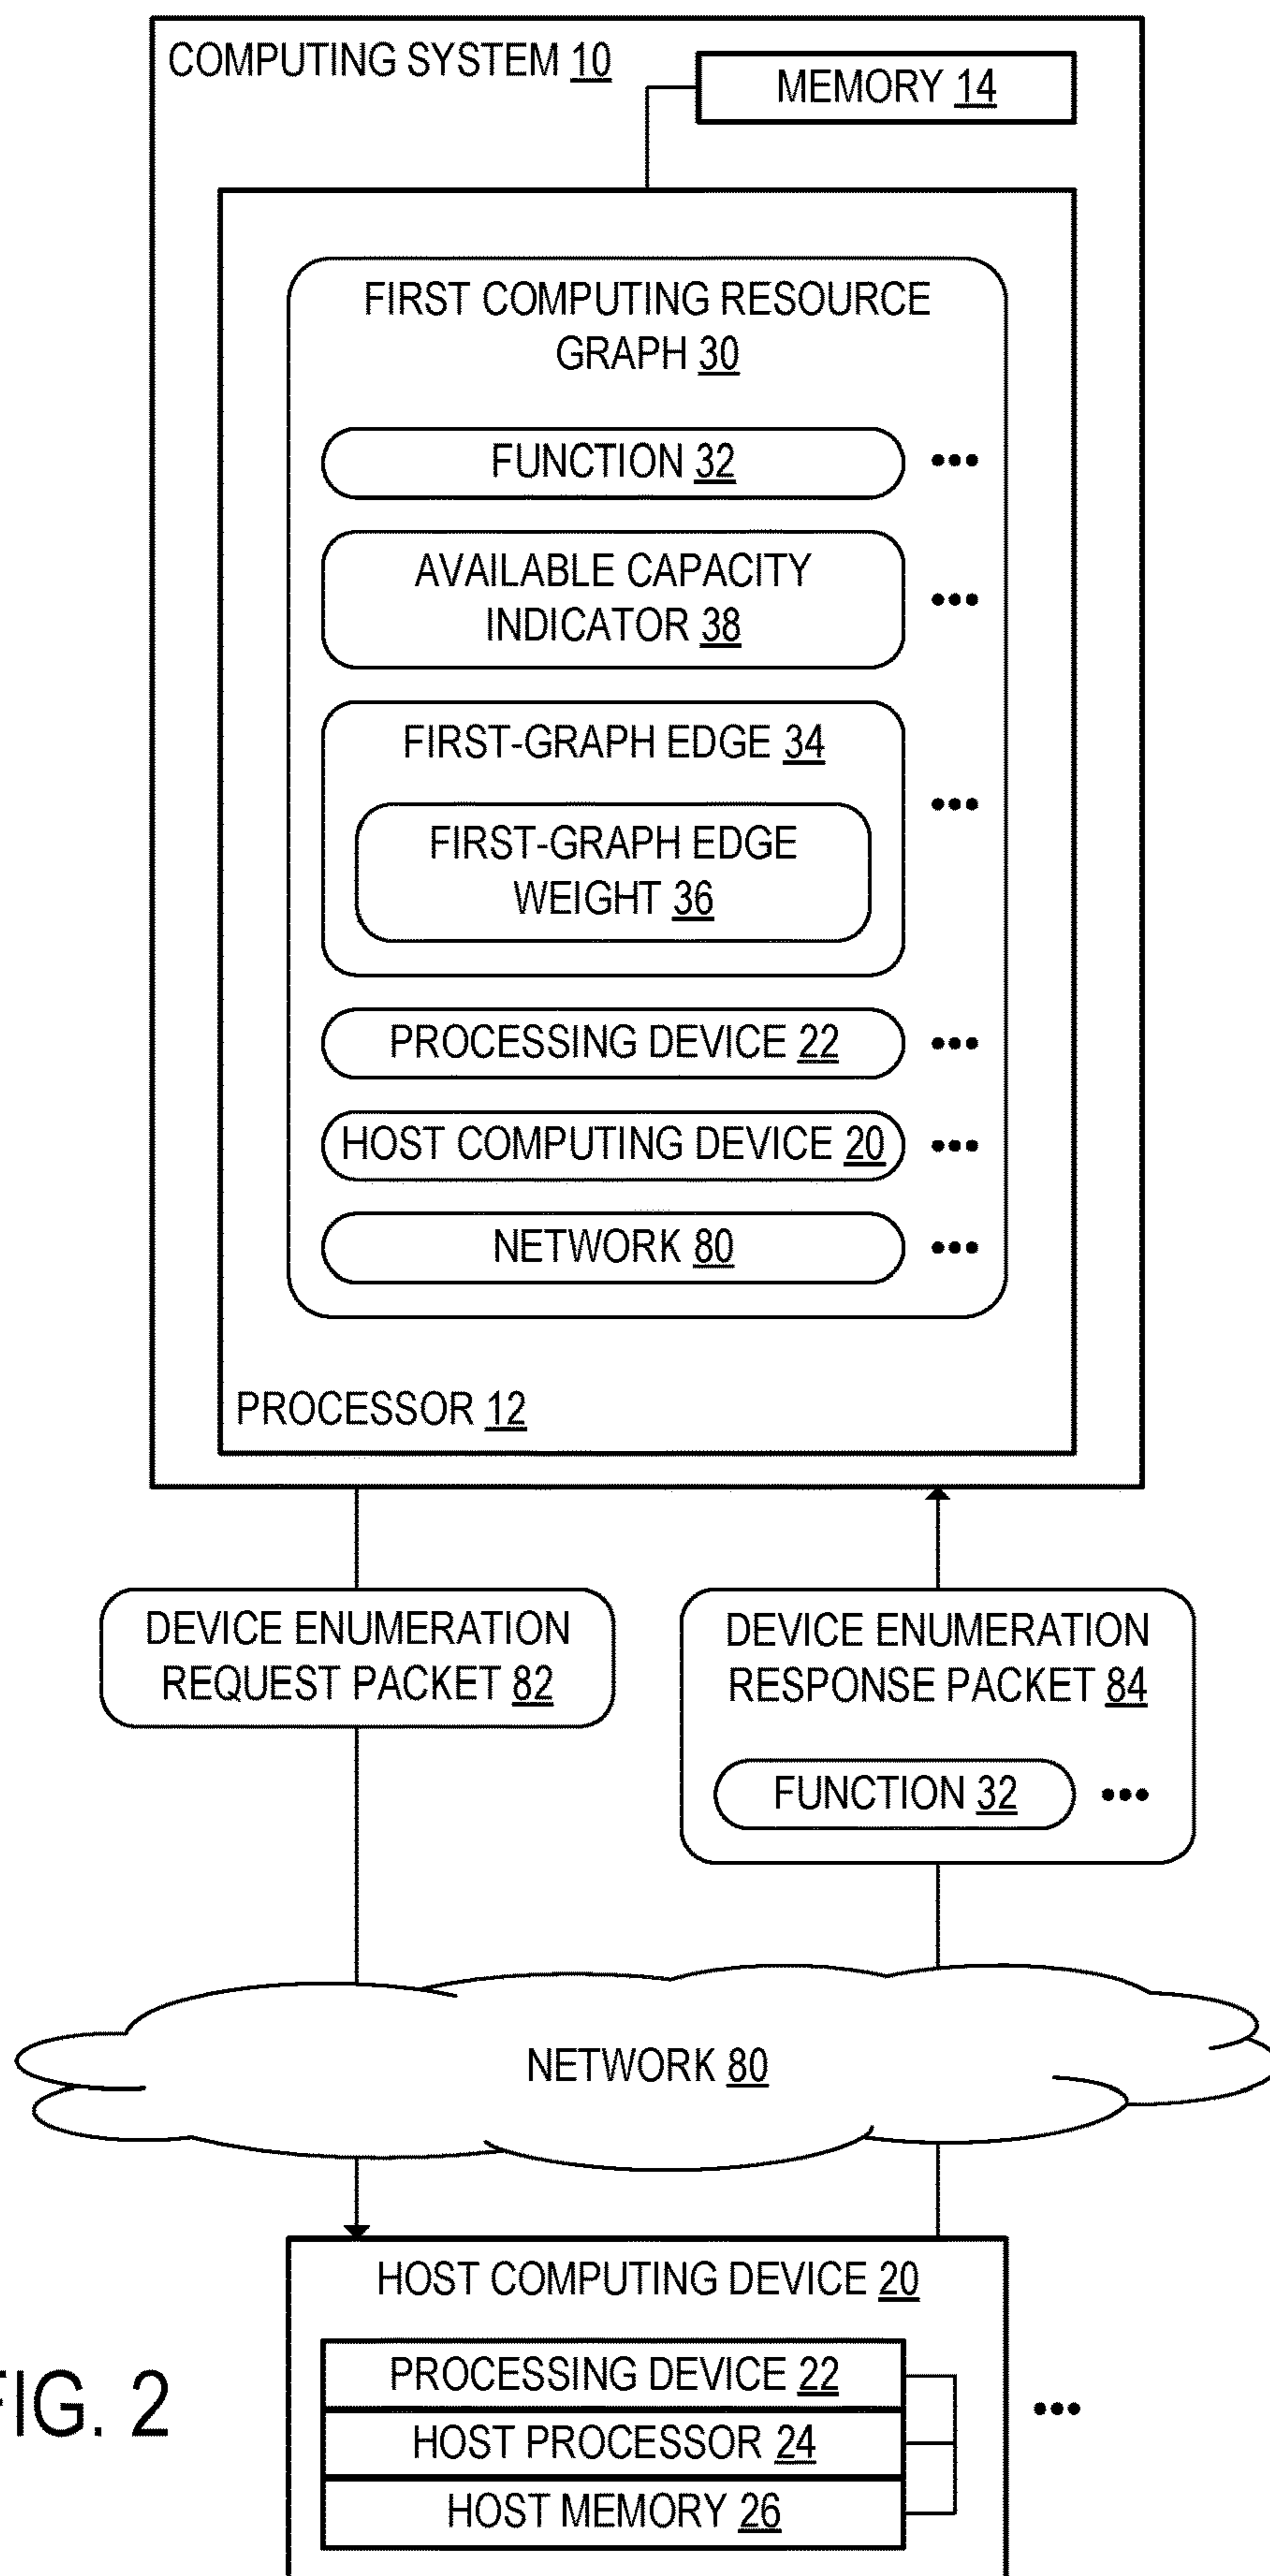 COMPUTING SYSTEM 10
MEMORY 14
FIRST COMPUTING RESOURCE
GRAPH 30
FUNCTION 32 •••
AVAILABLE CAPACITY
INDICATOR 38 •••
FIRST-GRAPH EDGE 34 •••
FIRST-GRAPH EDGE
WEIGHT 36
PROCESSING DEVICE 22 •••
HOST COMPUTING DEVICE 20 •••
NETWORK 80 •••
PROCESSOR 12
DEVICE ENUMERATION
REQUEST PACKET 82
DEVICE ENUMERATION
RESPONSE PACKET 84
FUNCTION 32 •••
NETWORK 80
HOST COMPUTING DEVICE 20 •••
PROCESSING DEVICE 22
HOST PROCESSOR 24
HOST MEMORY 26
FIG. 2